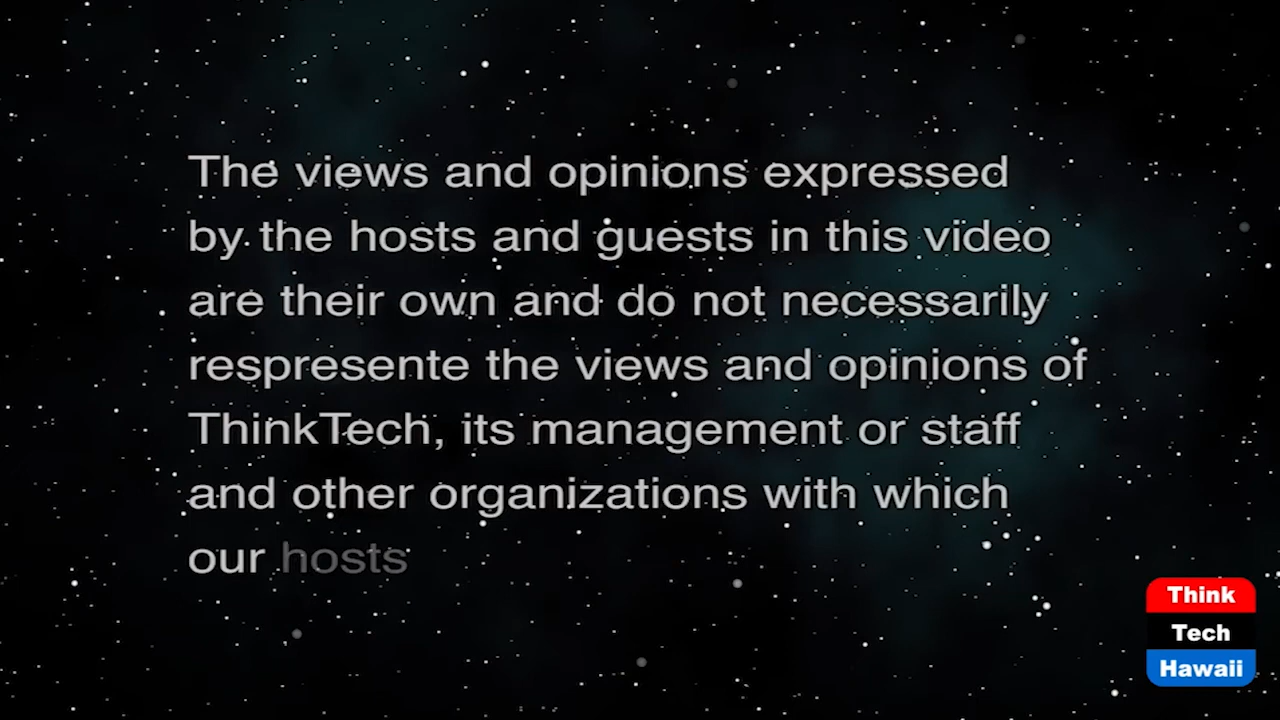 The views and opinions expressed
by the hosts and guests in this video
are their own and do not necessarily
respresente the views and opinions of
ThinkTech, its management or staff
and other organizations with which
our hosts
Think
Tech
Hawaii